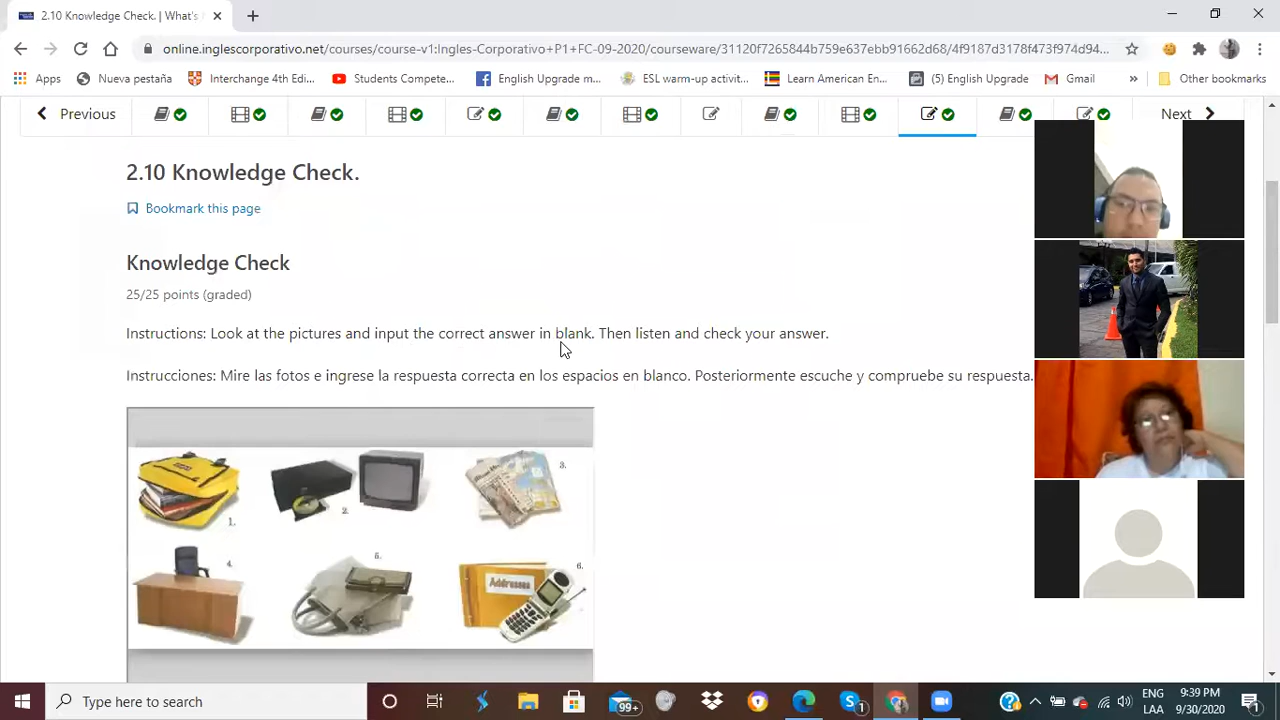 2.10 Knowledge Check. | What's
online.inglescorporativo.net/courses/course-v1:Ingles-Corporativo+P1+FC-09-2020/courseware/31120f7265844b759e637ebb91662d68/4f9187d3178f473f974d94...
Apps Nueva pestaña Interchange 4th Edi... Students Compete... English Upgrade m... ESL warm-up activit... Learn American En... (5) English Upgrade Gmail » Other bookmarks
Previous Next
2.10 Knowledge Check.
Bookmark this page
Knowledge Check
25/25 points (graded)
Instructions: Look at the pictures and input the correct answer in blank. Then listen and check your answer.
Instrucciones: Mire las fotos e ingrese la respuesta correcta en los espacios en blanco. Posteriormente escuche y compruebe su respuesta.
1. 2. 3.
4. 5. 6.
Addresses
Type here to search
99+
1
ENG
LAA
9:39 PM
9/30/2020
1